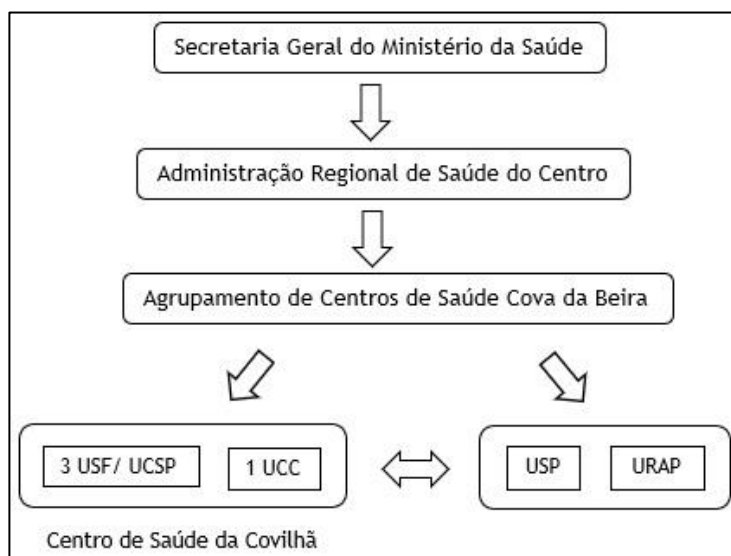 Secretaria Geral do Ministério da Saúde
Administração Regional de Saúde do Centro
Agrupamento de Centros de Saúde Cova da Beira
3 USF/ UCSP
1 UCC
USP
URAP
Centro de Saúde da Covilhã